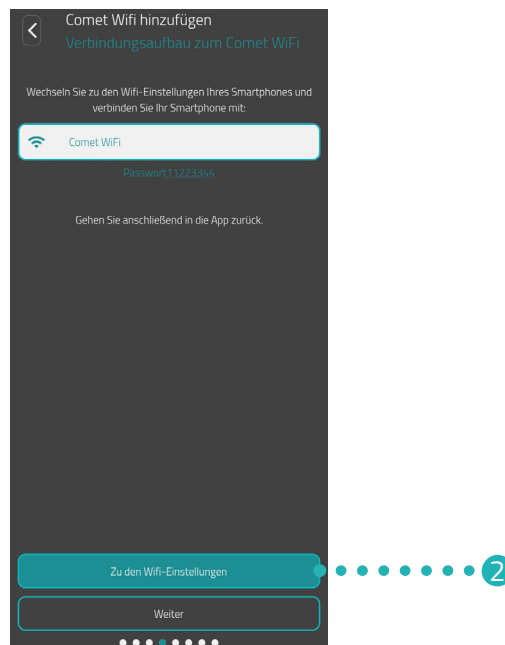 Comet Wifi hinzufügen
Verbindungsaufbau zum Comet WiFi
Wechseln Sie zu den Wifi-Einstellungen Ihres Smartphones und
verbinden Sie Ihr Smartphone mit:
Comet WiFi
Passwort11223344
Gehen Sie anschließend in die App zurück.
Zu den Wifi-Einstellungen
2
Weiter